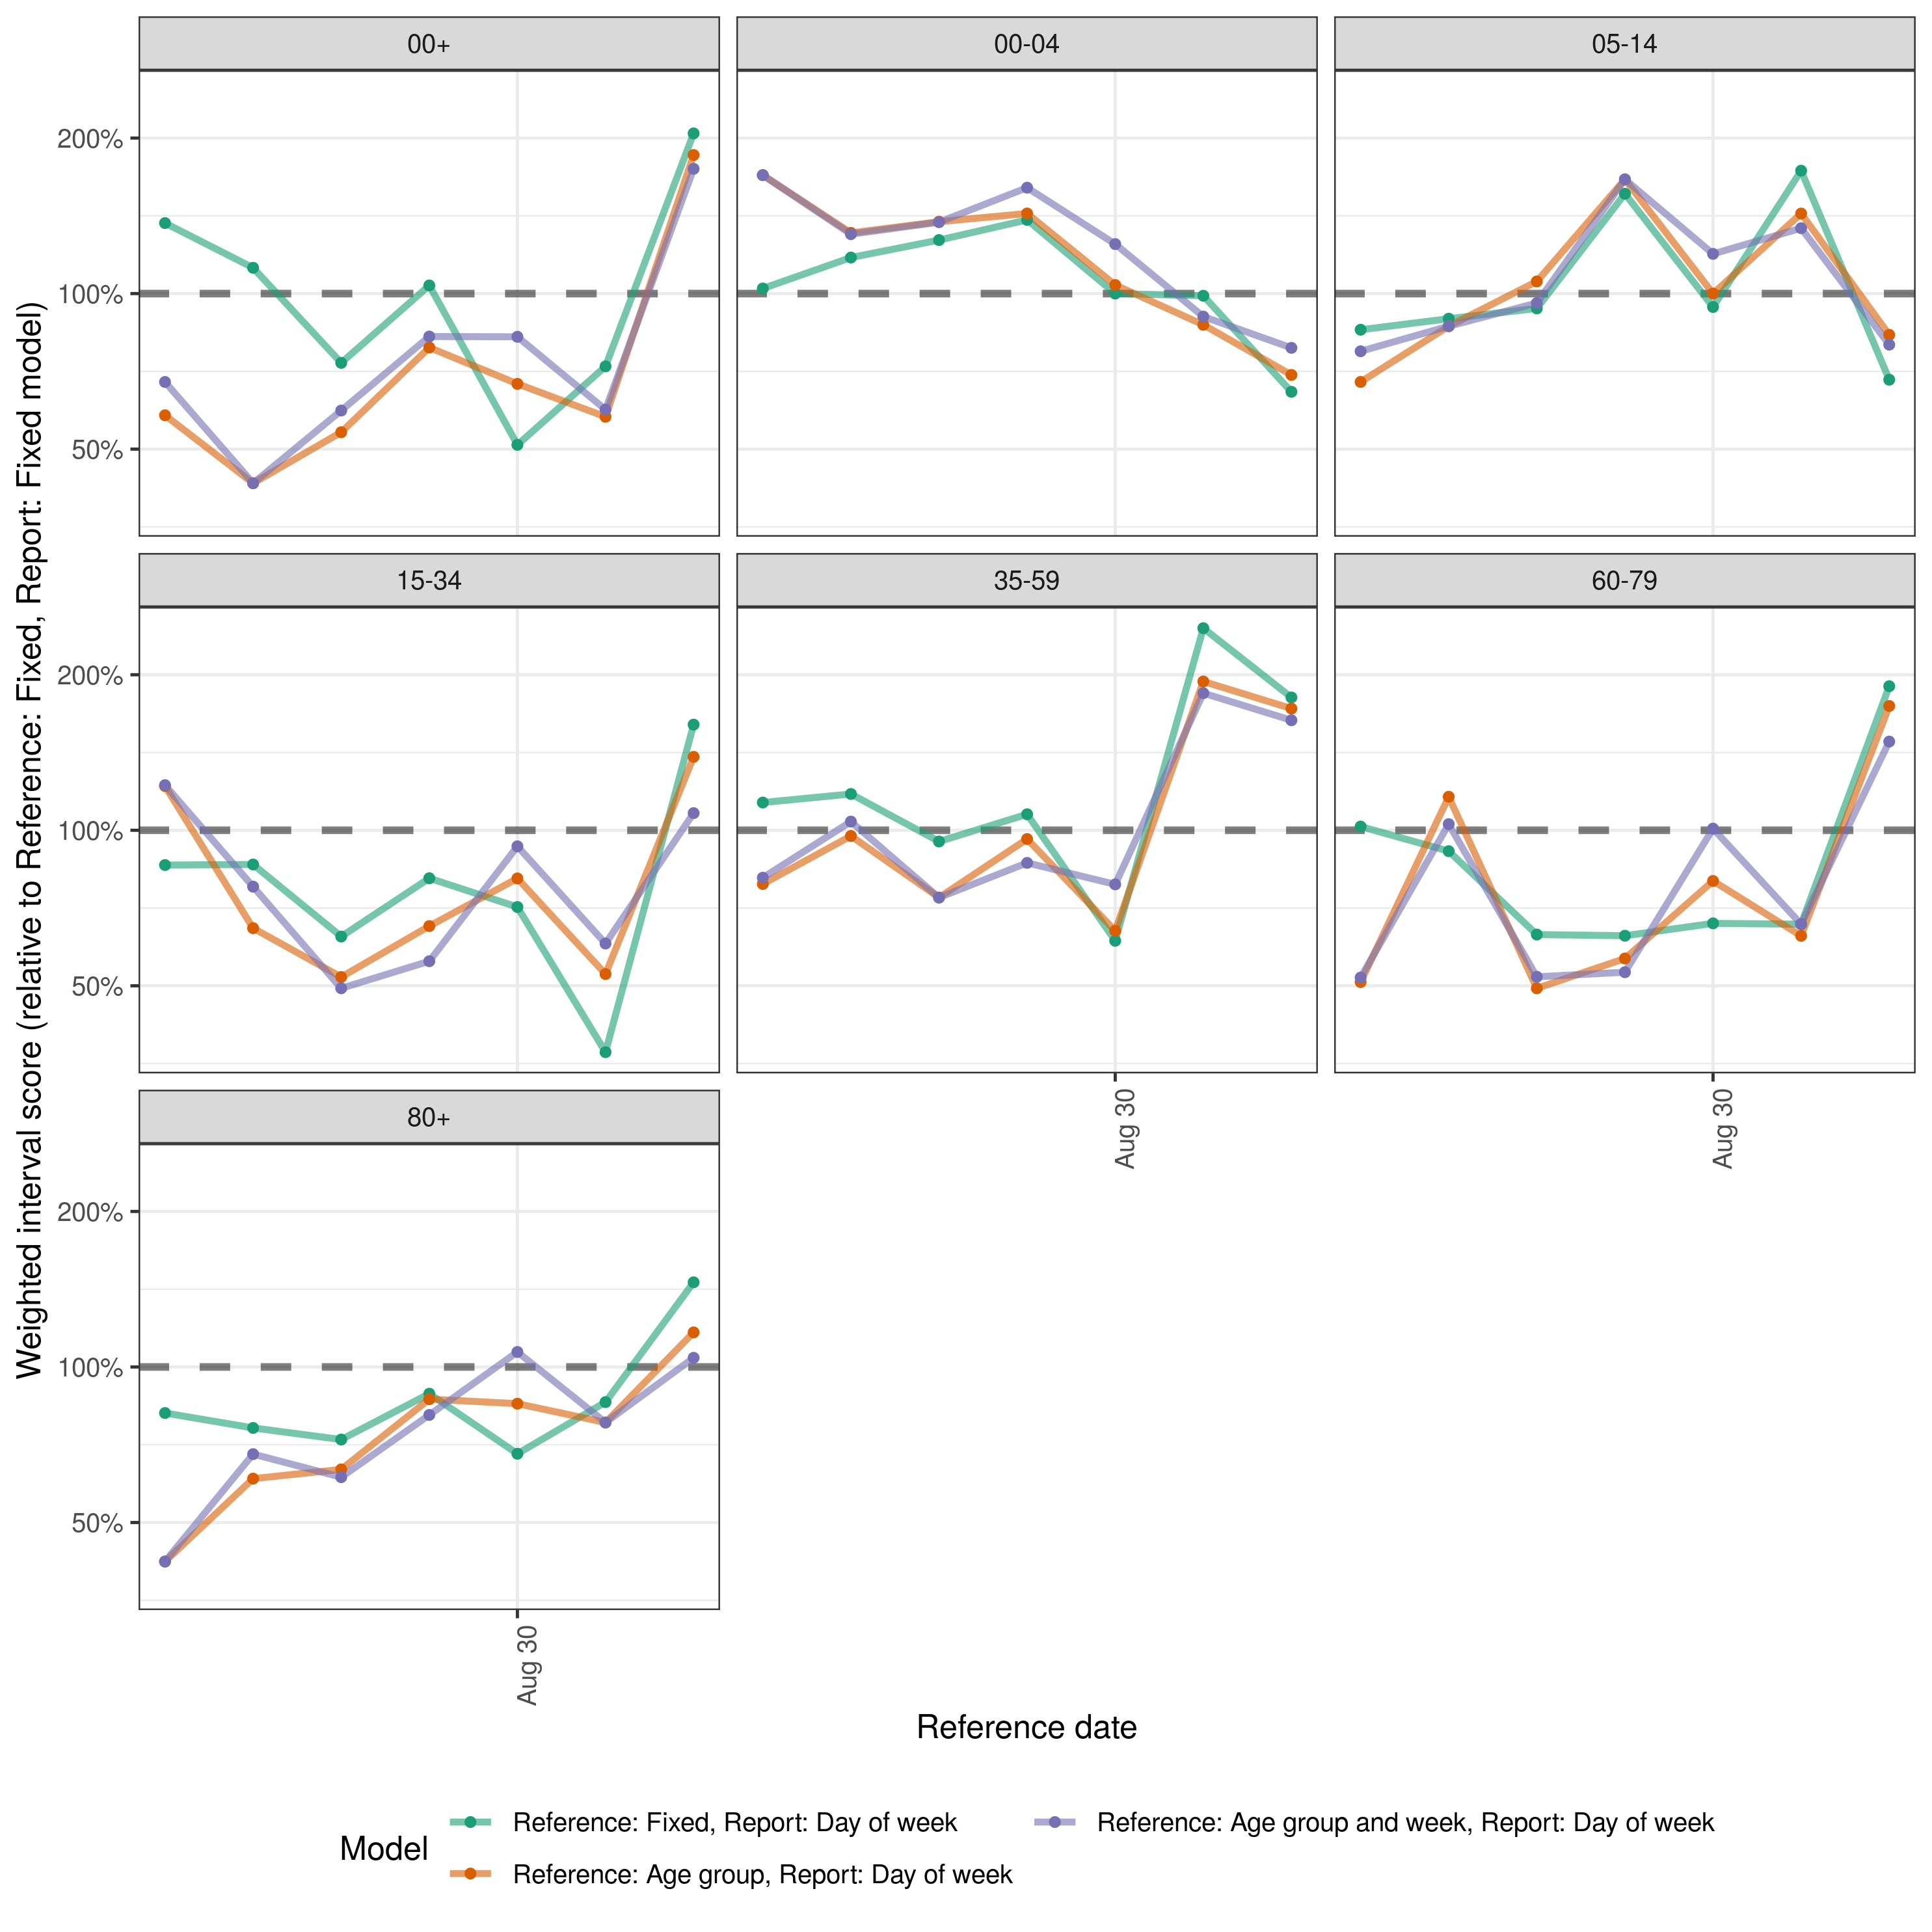 Weighted interval score (relative to Reference: Fixed, Report: Fixed model)
00+
00-04
05-14
200%
100%
50%
15-34
35-59
60-79
200%
100%
50%
Aug 30
Aug 30
80+
200%
100%
50%
Aug 30
Reference date
Model
Reference: Fixed, Report: Day of week
Reference: Age group, Report: Day of week
Reference: Age group and week, Report: Day of week